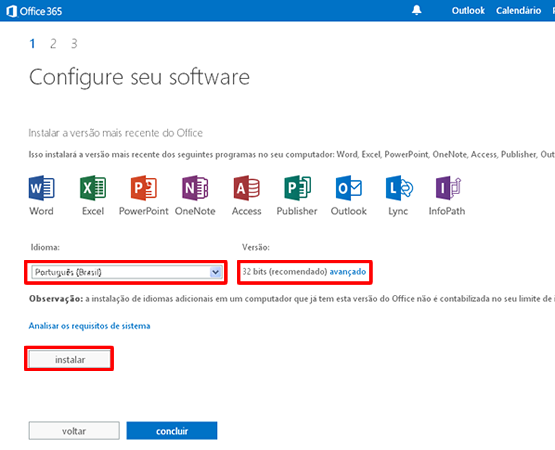 Office 365 Outlook Calendário
1 2 3
Configure seu software
Instalar a versão mais recente do Office
Isso instalará a versão mais recente dos seguintes programas no seu computador: Word, Excel, PowerPoint, OneNote, Access, Publisher, Out
Word Excel PowerPoint OneNote Access Publisher Outlook Lync InfoPath
Idioma: Versão:
Português (Brasil) 32 bits (recomendado) avançado
Observação: a instalação de idiomas adicionais em um computador que já tem esta versão do Office não é contabilizada no seu limite de
Analisar os requisitos de sistema
instalar
voltar concluir